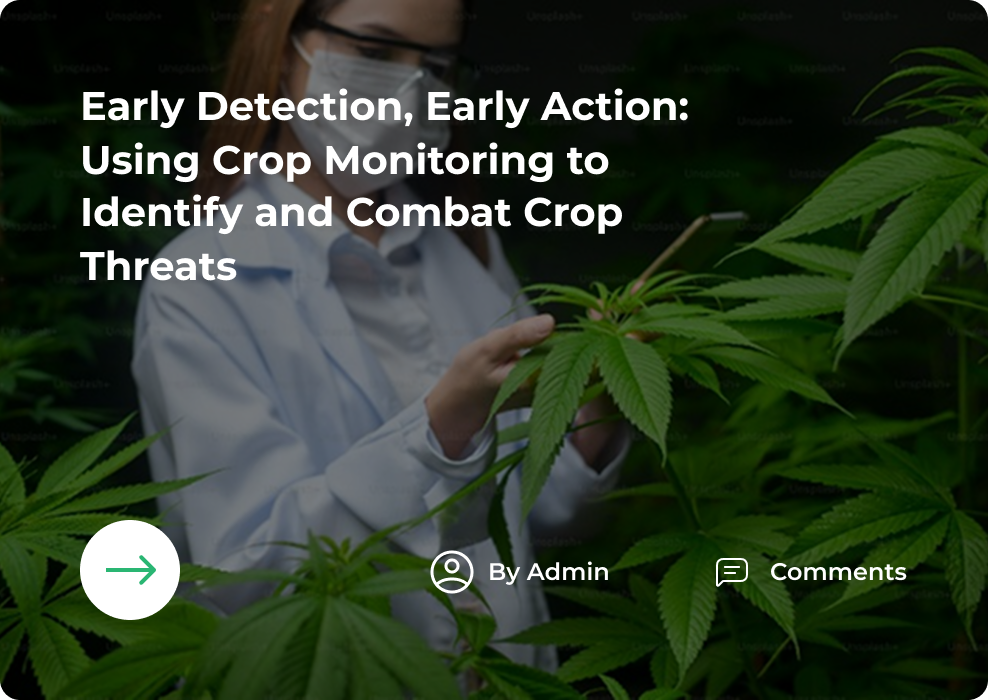 Early Detection, Early Action:
Using Crop Monitoring to
Identify and Combat Crop
Threats
By Admin
Comments